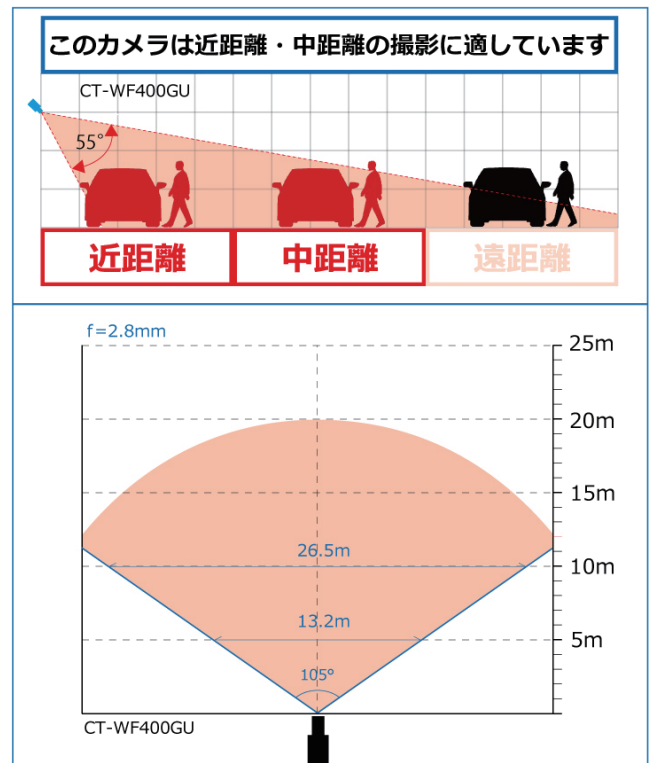 このカメラは近距離・中距離の撮影に適しています
CT-WF400GU
55°
近距離
中距離
遠距離
f=2.8mm
25m
20m
15m
10m
26.5m
13.2m
5m
105°
CT-WF400GU